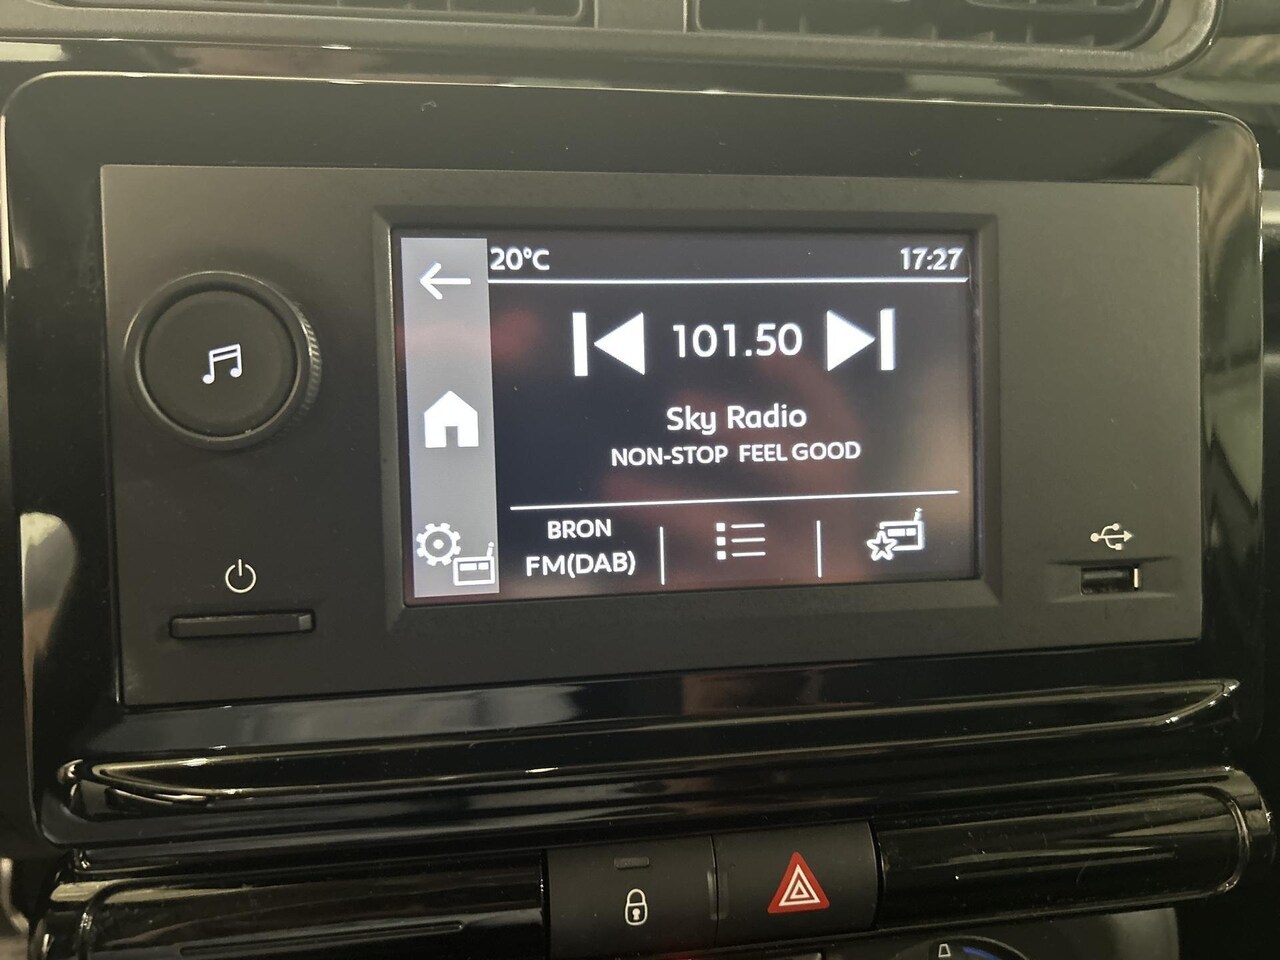 20°C 17:27
101.50
Sky Radio
NON-STOP FEEL GOOD
BRON
FM(DAB)